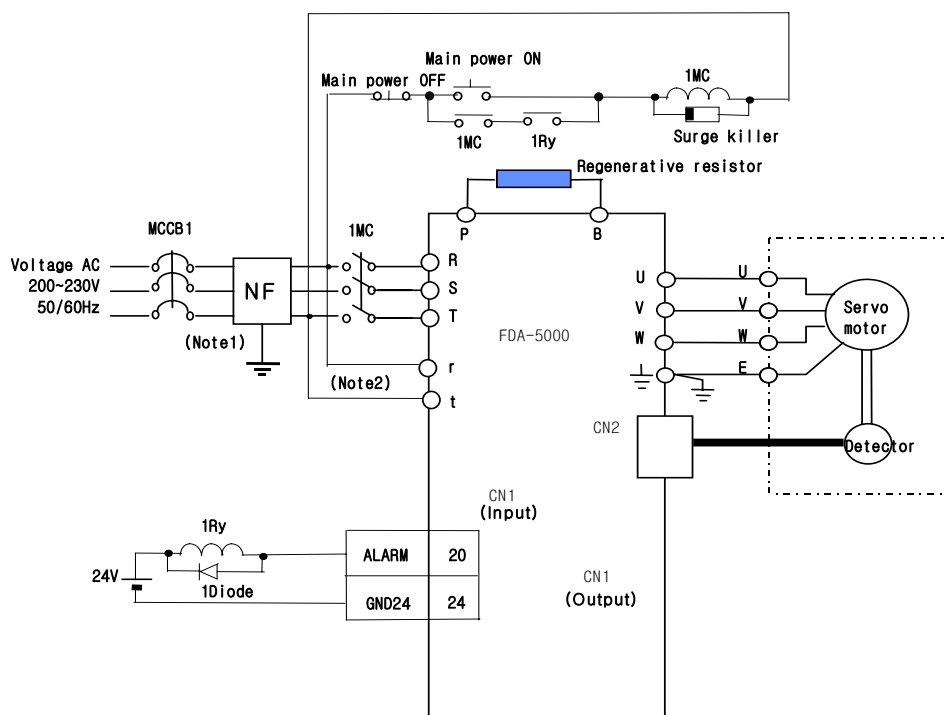 Main power ON
Main power OFF
1MC
1MC
1Ry
Surge killer
Regenerative resistor
P
B
MCCB1
1MC
Voltage AC
200~230V
50/60Hz
NF
(Note1)
R
S
T
(Note2)
r
t
FDA-5000
U
V
W
U
V
W
E
Servo
motor
CN2
Detector
CN1
(Input)
1Ry
24V
1Diode
ALARM
20
GND24
24
CN1
(Output)